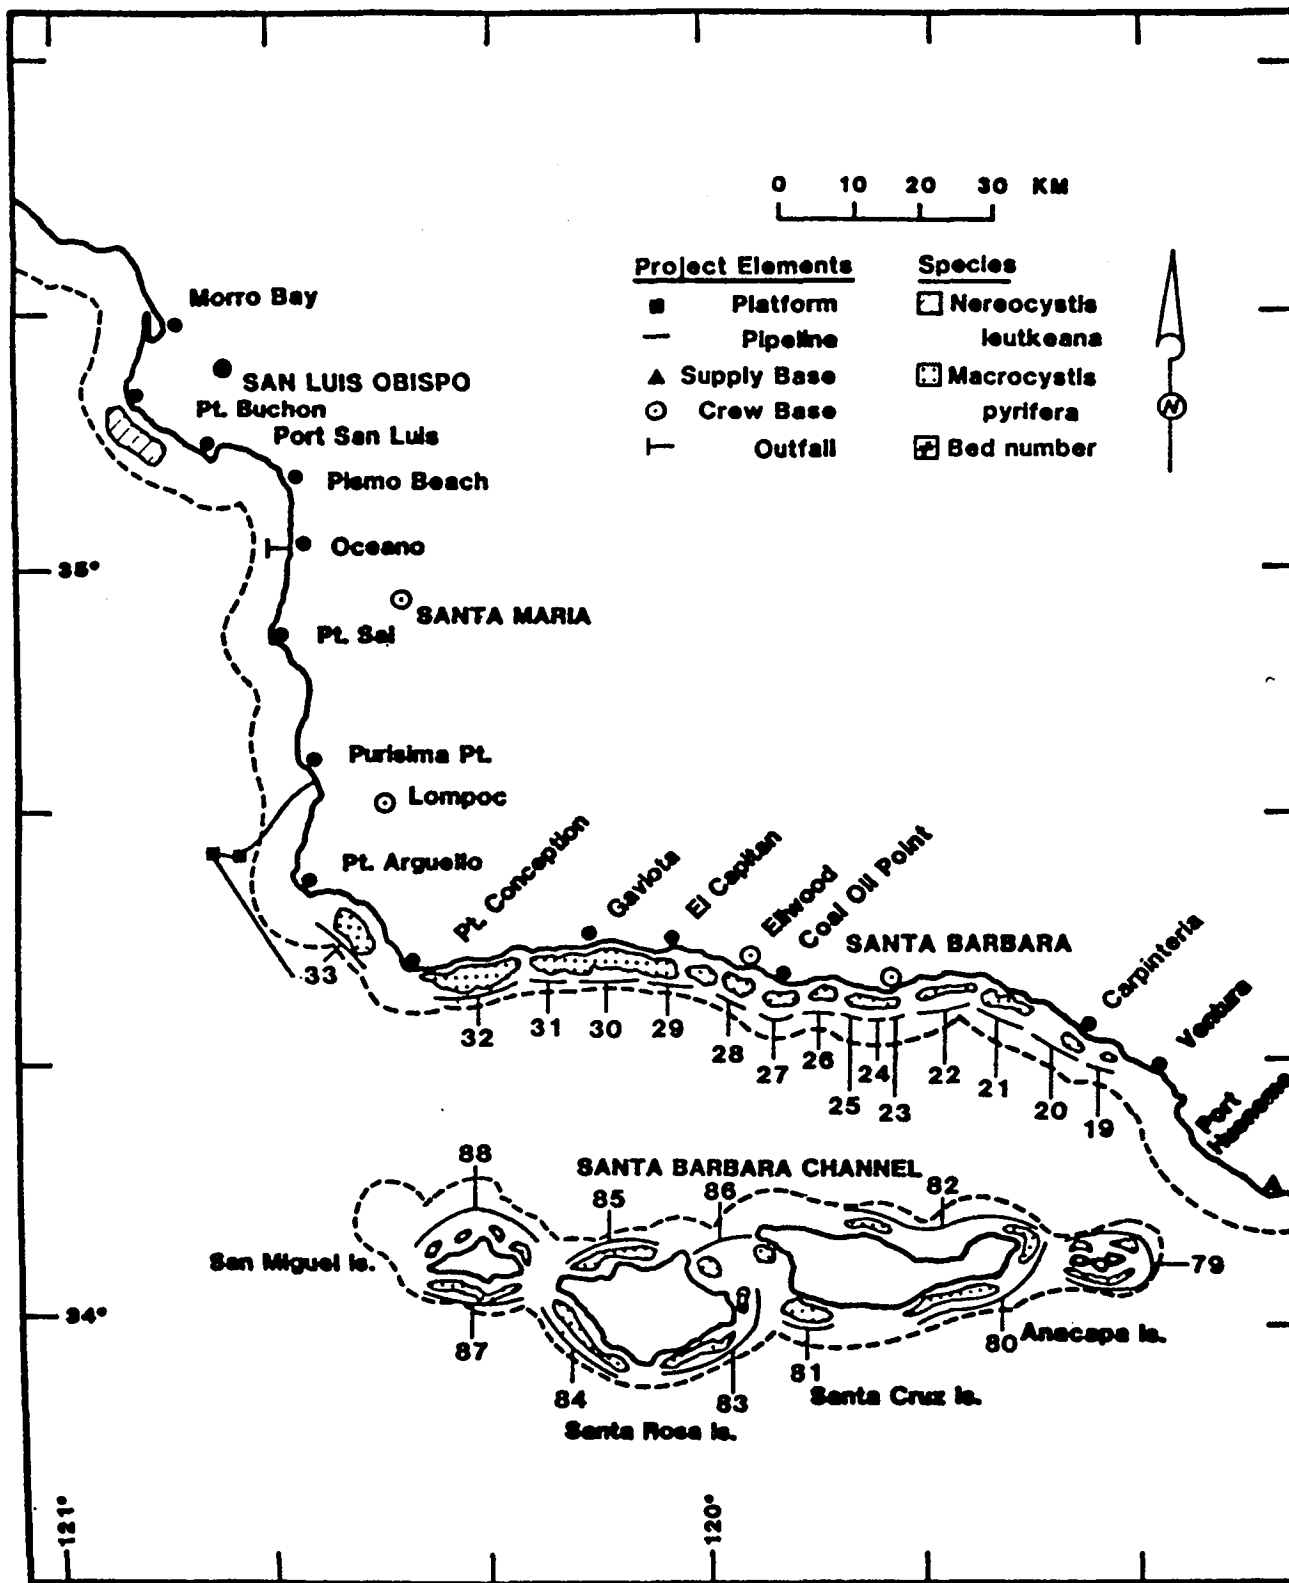 0 10 20 30 KM
Project Elements
Platform
Pipeline
Supply Base
Crew Base
Outfall
Species
Nereocystis
leutkeana
Macrocystis
pyrifera
Bed number
N
Morro Bay
SAN LUIS OBISPO
Pt. Buchon
Port San Luis
Pismo Beach
Oceano
35°
SANTA MARIA
Pt. Sal
Purisima Pt.
Lompoc
Pt. Arguello
Pt. Conception
Gaviota
El Capitan
Ellwood
Coal Oil Point
SANTA BARBARA
Carpinteria
Ventura
Port
Hueneme
33
32
31
30
29
28
27
26
25
24
23
22
21
20
19
SANTA BARBARA CHANNEL
88
85
86
82
San Miguel Is.
79
34°
87
84
83
81
80
Anacapa Is.
Santa Cruz Is.
Santa Rosa Is.
121°
120°